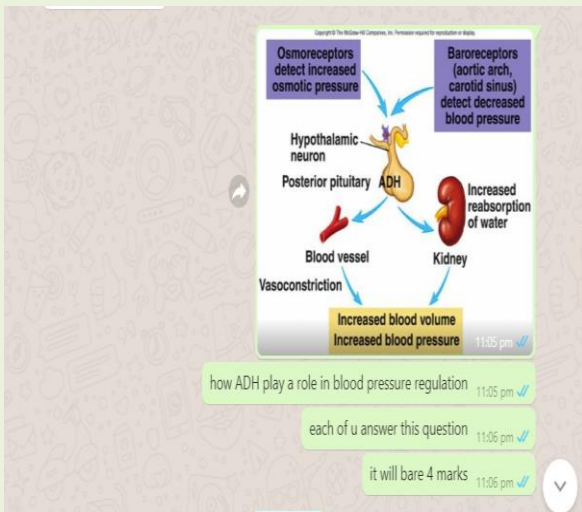 Copyright © The McGraw-Hill Companies, Inc. Permission required for reproduction or display.
Osmoreceptors
detect increased
osmotic pressure
Baroreceptors
(aortic arch,
carotid sinus)
detect decreased
blood pressure
Hypothalamic
neuron
Posterior pituitary
ADH
Increased
reabsorption
of water
Blood vessel
Kidney
Vasoconstriction
Increased blood volume
Increased blood pressure
11:05 pm
how ADH play a role in blood pressure regulation 11:05 pm
each of u answer this question 11:06 pm
it will bare 4 marks 11:06 pm